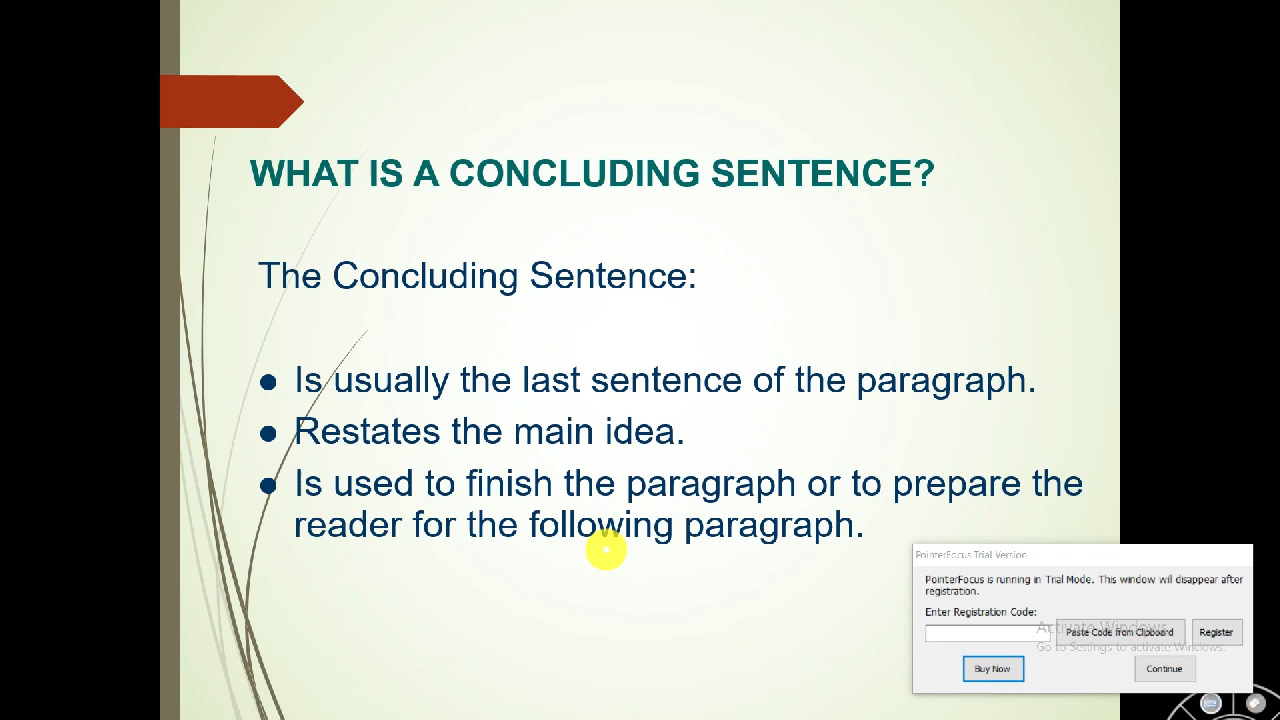 WHAT IS A CONCLUDING SENTENCE?
The Concluding Sentence:
● Is usually the last sentence of the paragraph.
● Restates the main idea.
● Is used to finish the paragraph or to prepare the
reader for the following paragraph.
PointerFocus Trial Version
PointerFocus is running in Trial Mode. This window will disappear after
registration.
Enter Registration Code:
Activate Windows
Paste Code from Clipboard
Register
Go to Settings to activate Windows.
Buy Now
Continue